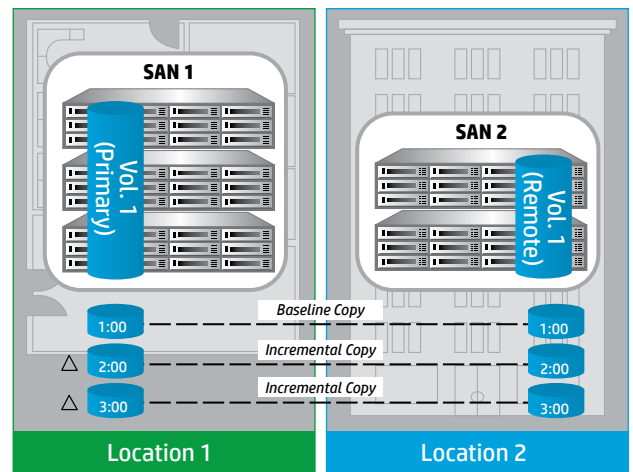 SAN 1
Vol. 1
(Primary)
SAN 2
Vol. 1
(Remote)
1:00
Baseline Copy
1:00
△ 2:00
Incremental Copy
2:00
△ 3:00
Incremental Copy
3:00
Location 1
Location 2